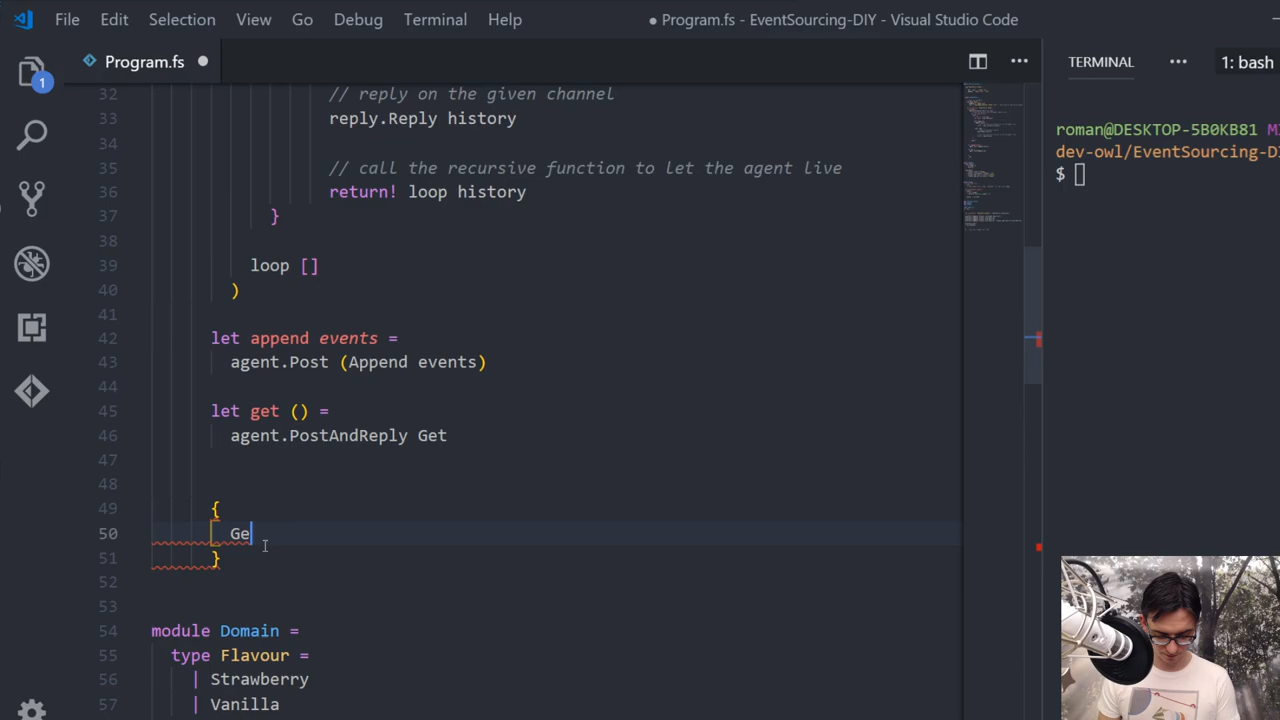 File Edit Selection View Go Debug Terminal Help
● Program.fs - EventSourcing-DIY - Visual Studio Code
1
Program.fs ●
TERMINAL ··· 1: bash
32 // reply on the given channel
33 reply.Reply history
34
35 // call the recursive function to let the agent live
36 return! loop history
37 }
38
39 loop []
40 )
41
42 let append events =
43 agent.Post (Append events)
44
45 let get () =
46 agent.PostAndReply Get
47
48
49 {
50 Ge
51 }
52
53
54 module Domain =
55 type Flavour =
56 | Strawberry
57 | Vanilla
roman@DESKTOP-5B0KB81 M
dev-owl/EventSourcing-D
$